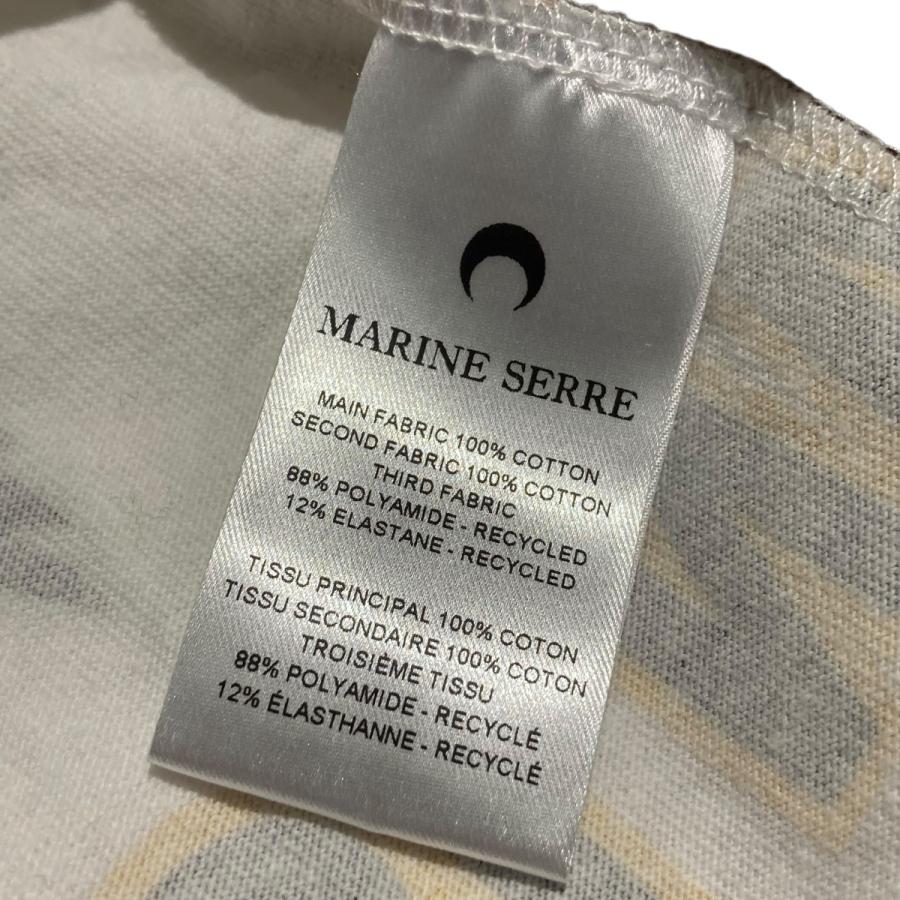 MARINE SERRE
MAIN FABRIC 100% COTTON
SECOND FABRIC 100% COTTON
THIRD FABRIC
88% POLYAMIDE - RECYCLED
12% ELASTANE - RECYCLED
TISSU PRINCIPAL 100% COTON
TISSU SECONDAIRE 100% COTON
TROISIÈME TISSU
88% POLYAMIDE - RECYCLÉ
12% ÉLASTHANNE - RECYCLÉ